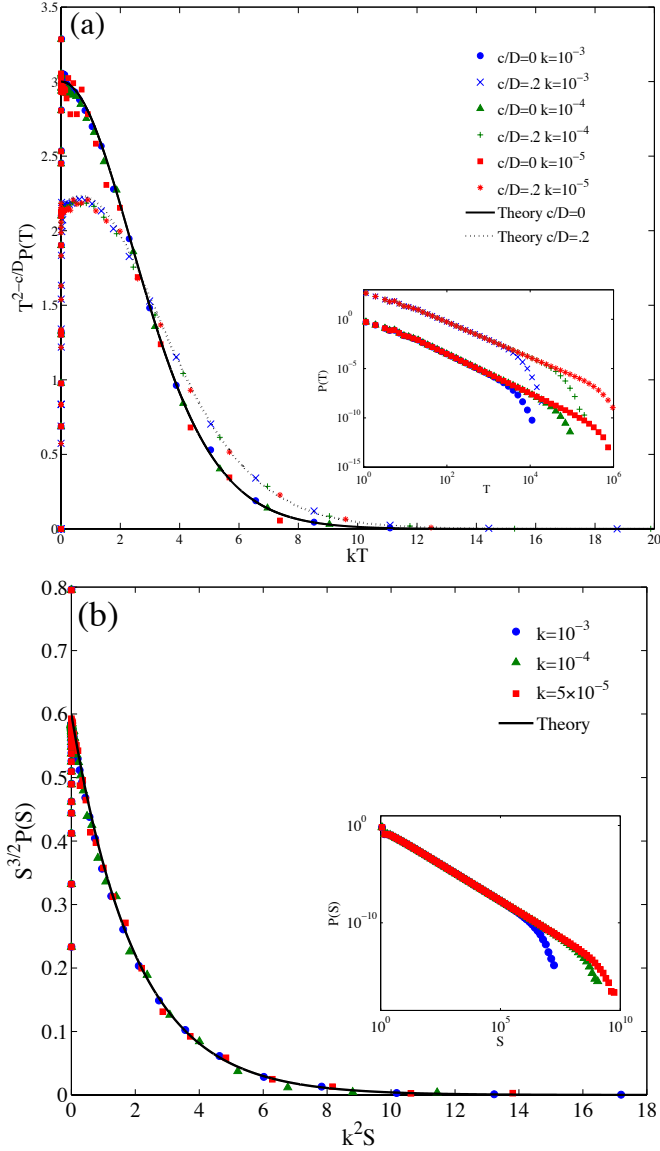 (a)
3.5
3
2.5
2
1.5
1
0.5
0
T^{2−c/D}P(T)
c/D=0 k=10^{−3}
c/D=.2 k=10^{−3}
c/D=0 k=10^{−4}
c/D=.2 k=10^{−4}
c/D=0 k=10^{−5}
c/D=.2 k=10^{−5}
Theory c/D=0
Theory c/D=.2
10^0
10^{−5}
10^{−10}
10^{−15}
P(T)
10^0 10^2 10^4 10^6
T
0 2 4 6 8 10 12 14 16 18 20
kT
(b)
0.8
0.7
0.6
0.5
0.4
0.3
0.2
0.1
0
S^{3/2}P(S)
k=10^{−3}
k=10^{−4}
k=5×10^{−5}
Theory
10^0
10^{−10}
P(S)
10^0 10^5 10^10
S
0 2 4 6 8 10 12 14 16 18
k^2S